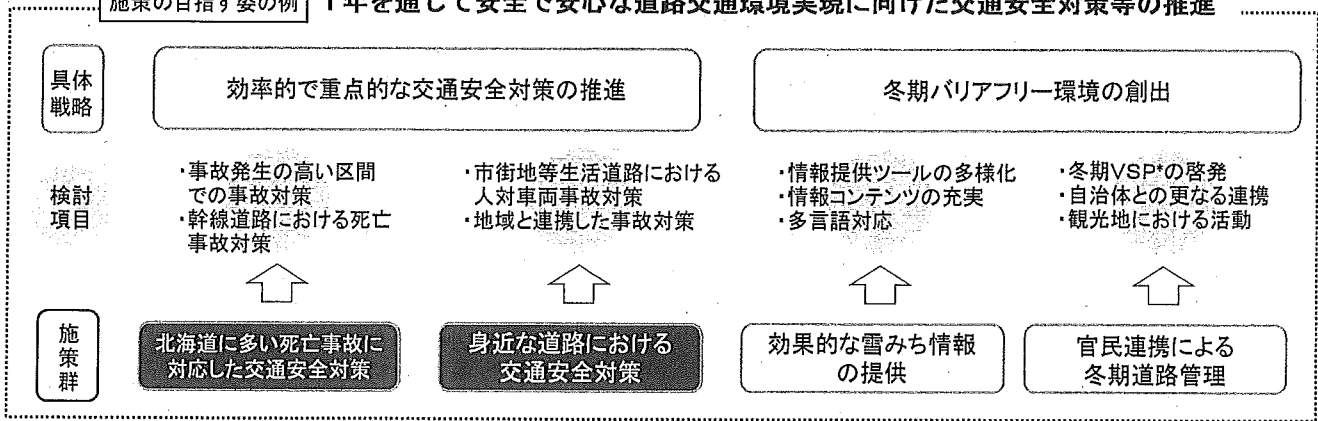 施策の目指す姿の例
1年を通して安全で安心な道路交通環境実現に向けた交通安全対策等の推進
具体
戦略
効率的で重点的な交通安全対策の推進
冬期バリアフリー環境の創出
検討
項目
・事故発生の高い区間
での事故対策
・幹線道路における死亡
事故対策
・市街地等生活道路における
人対車両事故対策
・地域と連携した事故対策
・情報提供ツールの多様化
・情報コンテンツの充実
・多言語対応
・冬期VSP*の啓発
・自治体との更なる連携
・観光地における活動
施
策
群
北海道に多い死亡事故に
対応した交通安全対策
身近な道路における
交通安全対策
効果的な雪みち情報
の提供
官民連携による
冬期道路管理